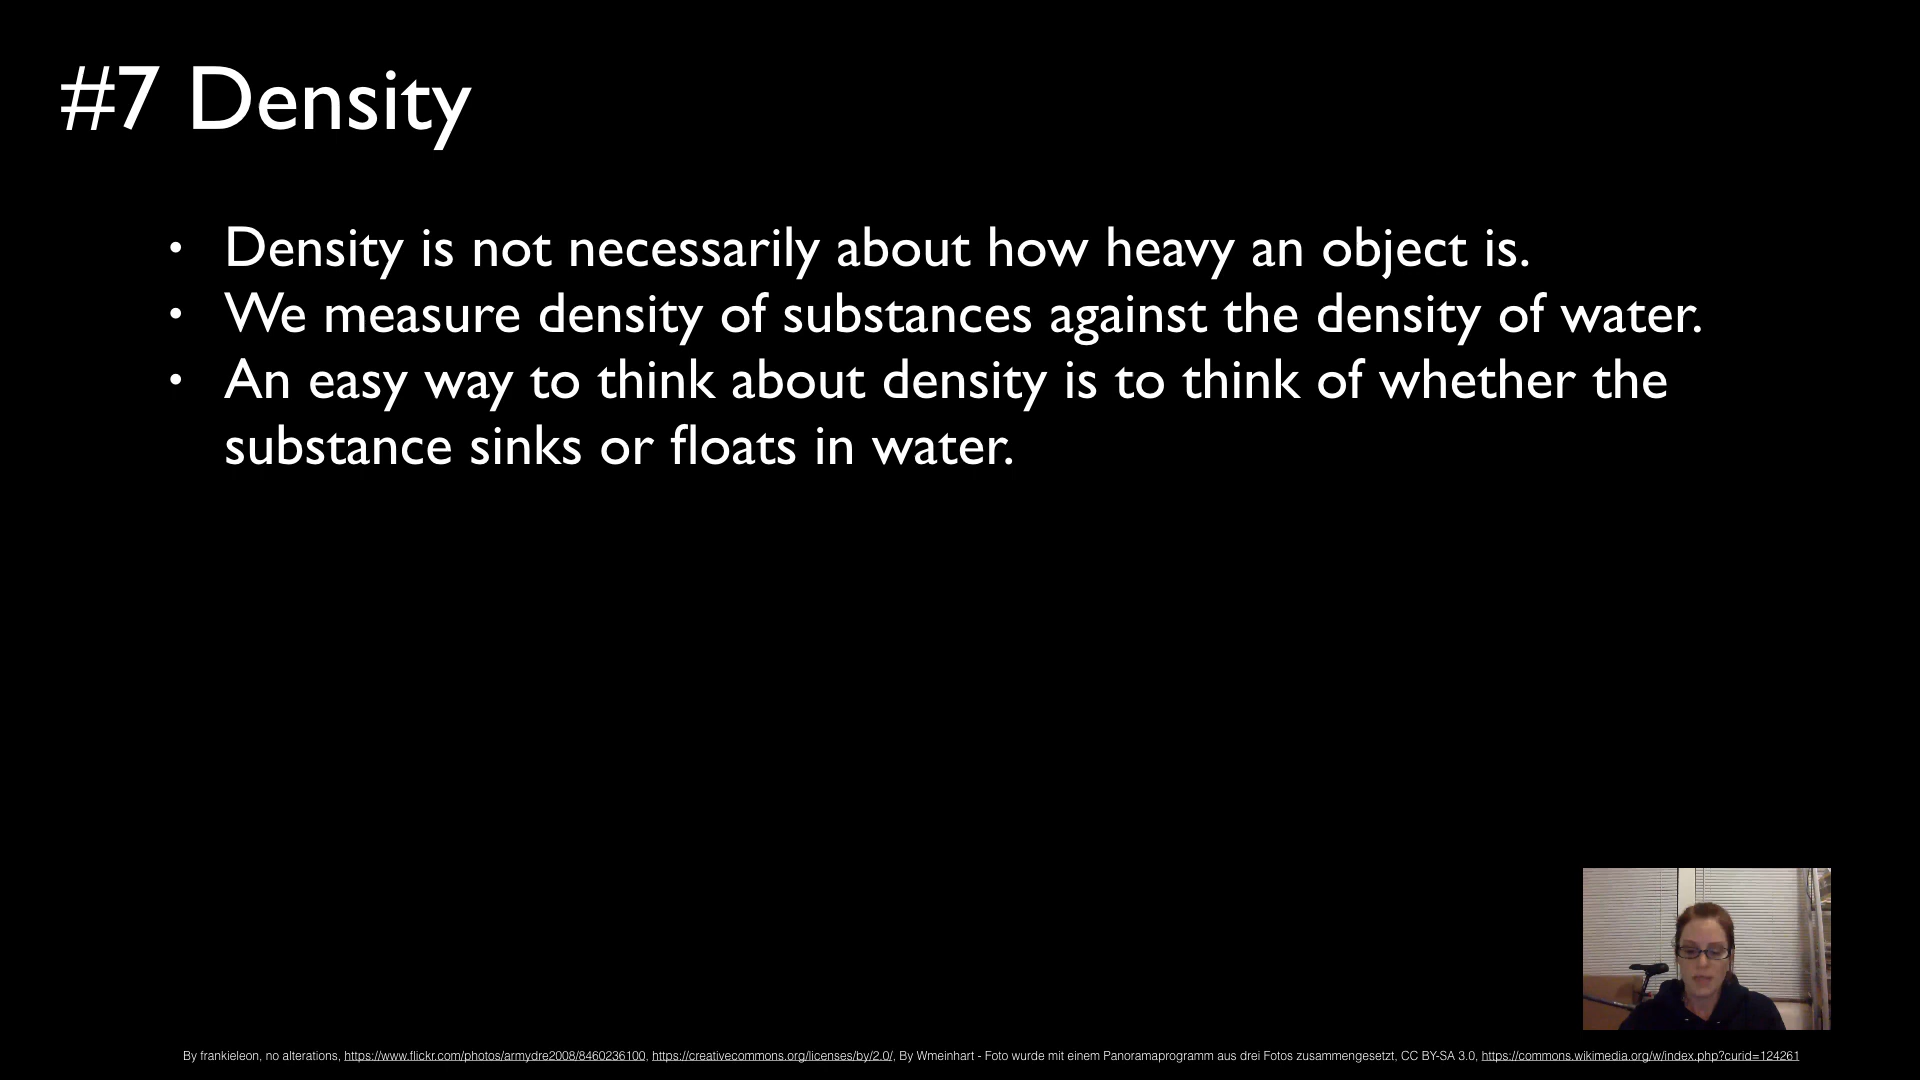 #7 Density
• Density is not necessarily about how heavy an object is.
• We measure density of substances against the density of water.
• An easy way to think about density is to think of whether the
substance sinks or floats in water.
By frankieleon, no alterations, https://www.flickr.com/photos/armydre2008/8460236100, https://creativecommons.org/licenses/by/2.0/, By Wmeinhart - Foto wurde mit einem Panoramaprogramm aus drei Fotos zusammengesetzt, CC BY-SA 3.0, https://commons.wikimedia.org/w/index.php?curid=124261